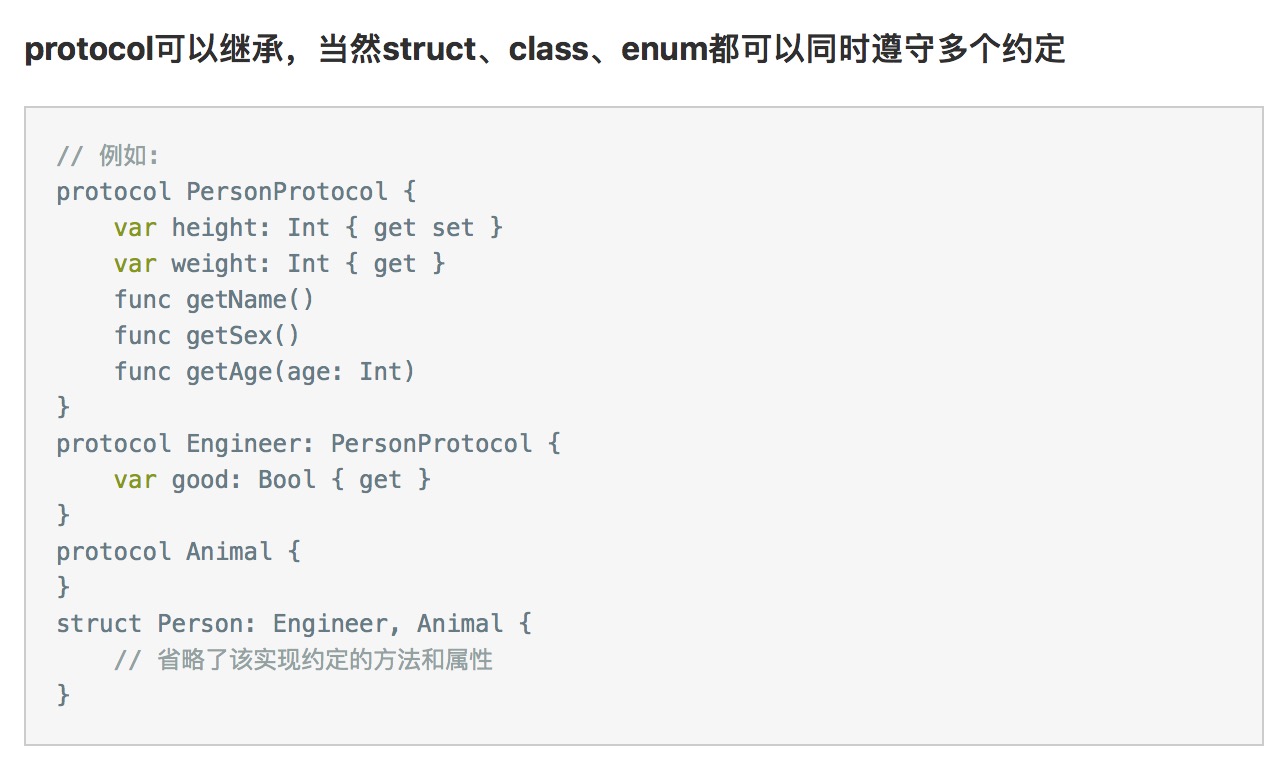 protocol可以继承，当然struct、class、enum都可以同时遵守多个约定
// 例如:
protocol PersonProtocol {
    var height: Int { get set }
    var weight: Int { get }
    func getName()
    func getSex()
    func getAge(age: Int)
}
protocol Engineer: PersonProtocol {
    var good: Bool { get }
}
protocol Animal {
}
struct Person: Engineer, Animal {
    // 省略了该实现约定的方法和属性
}